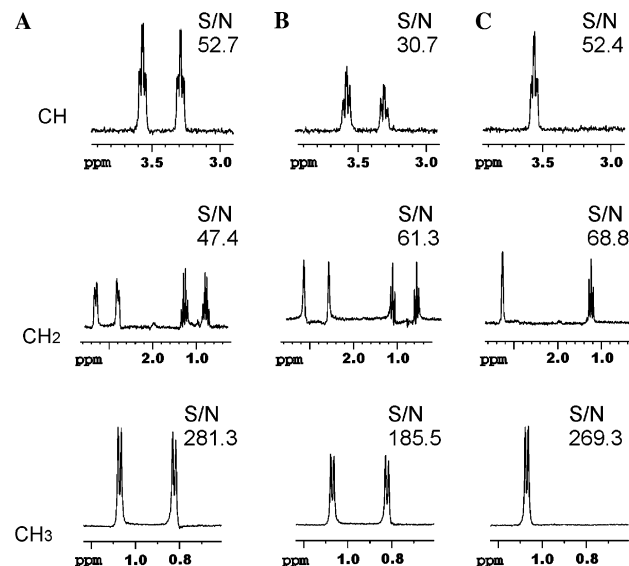 A B C
S/N S/N S/N
52.7 30.7 52.4
CH
ppm 3.5 3.0 ppm 3.5 3.0 ppm 3.5 3.0
S/N S/N S/N
47.4 61.3 68.8
CH2
ppm 2.0 1.0 ppm 2.0 1.0 ppm 2.0 1.0
S/N S/N S/N
281.3 185.5 269.3
CH3
ppm 1.0 0.8 ppm 1.0 0.8 ppm 1.0 0.8